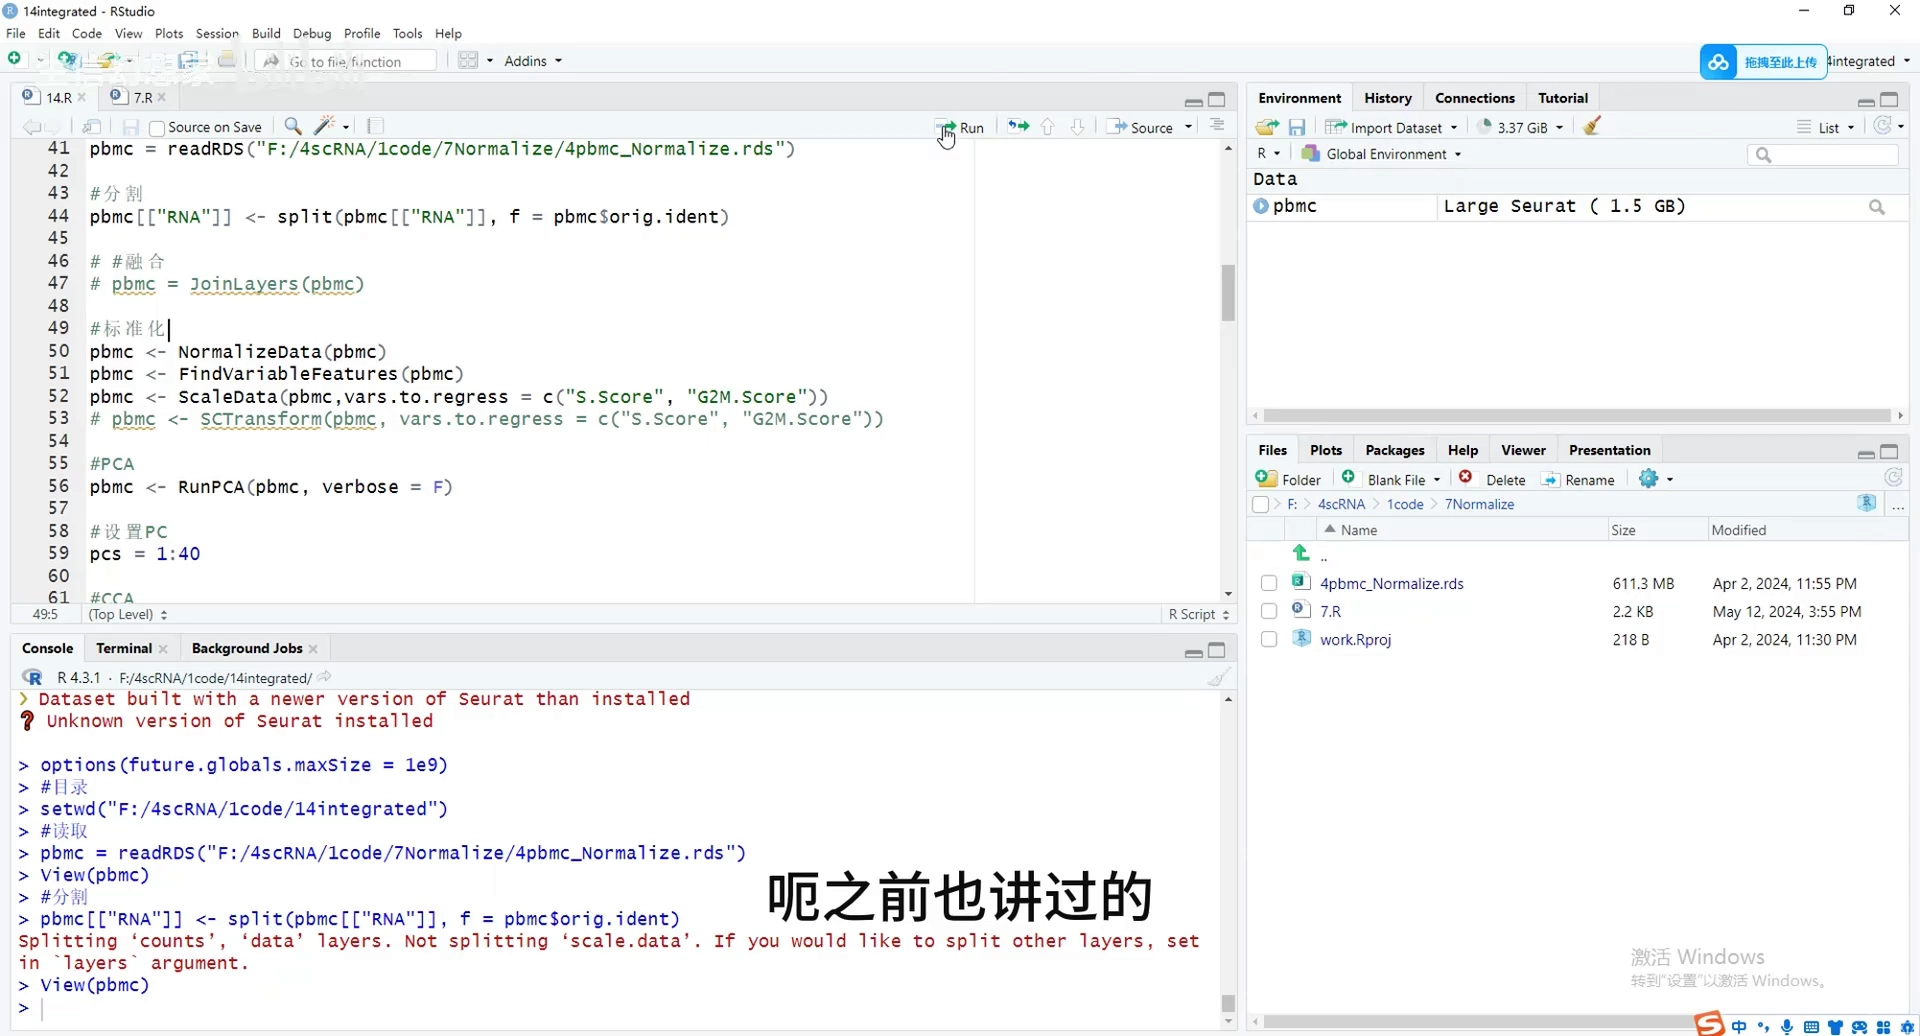 14integrated - RStudio
File Edit Code View Plots Session Build Debug Profile Tools Help
Go to file/function Addins
拖拽至此上传 4integrated
14.R 7.R
Source on Save Run Source
41 pbmc = readRDS("F:/4scRNA/1code/7Normalize/4pbmc_Normalize.rds")
42
43 #分割
44 pbmc[["RNA"]] <- split(pbmc[["RNA"]], f = pbmc$orig.ident)
45
46 # #融合
47 # pbmc = JoinLayers(pbmc)
48
49 #标准化
50 pbmc <- NormalizeData(pbmc)
51 pbmc <- FindVariableFeatures(pbmc)
52 pbmc <- ScaleData(pbmc,vars.to.regress = c("S.Score", "G2M.Score"))
53 # pbmc <- SCTransform(pbmc, vars.to.regress = c("S.Score", "G2M.Score"))
54
55 #PCA
56 pbmc <- RunPCA(pbmc, verbose = F)
57
58 #设置PC
59 pcs = 1:40
60
61 #CCA
49:5 (Top Level) R Script
Console Terminal Background Jobs
R 4.3.1 · F:/4scRNA/1code/14integrated/
❯ Dataset built with a newer version of Seurat than installed
❓ Unknown version of Seurat installed
> options(future.globals.maxSize = 1e9)
> #目录
> setwd("F:/4scRNA/1code/14integrated")
> #读取
> pbmc = readRDS("F:/4scRNA/1code/7Normalize/4pbmc_Normalize.rds")
> View(pbmc)
> #分割
> pbmc[["RNA"]] <- split(pbmc[["RNA"]], f = pbmc$orig.ident)
Splitting ‘counts’, ‘data’ layers. Not splitting ‘scale.data’. If you would like to split other layers, set
in `layers` argument.
> View(pbmc)
>
呃之前也讲过的
Environment History Connections Tutorial
Import Dataset 3.37 GiB List
R Global Environment
Data
pbmc Large Seurat ( 1.5 GB)
Files Plots Packages Help Viewer Presentation
Folder Blank File Delete Rename
F: 4scRNA 1code 7Normalize ...
Name Size Modified
..
4pbmc_Normalize.rds 611.3 MB Apr 2, 2024, 11:55 PM
7.R 2.2 KB May 12, 2024, 3:55 PM
work.Rproj 218 B Apr 2, 2024, 11:30 PM
激活 Windows
转到"设置"以激活 Windows。
中